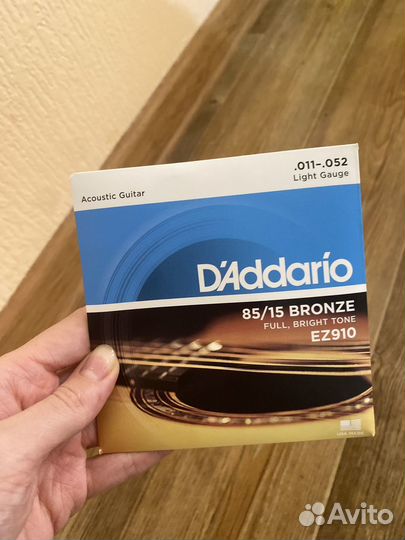 Acoustic Guitar
.011–.052
Light Gauge
D'Addario
85/15 BRONZE
FULL, BRIGHT TONE
EZ910
Avito